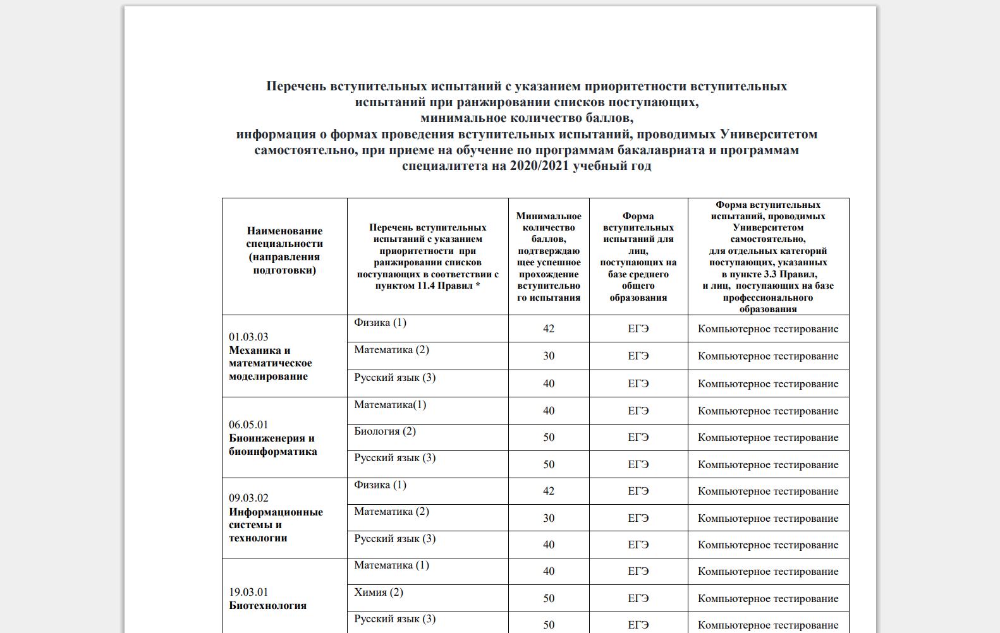 Перечень вступительных испытаний с указанием приоритетности вступительных
испытаний при ранжировании списков поступающих,
минимальное количество баллов,
информация о формах проведения вступительных испытаний, проводимых Университетом
самостоятельно, при приеме на обучение по программам бакалавриата и программам
специалитета на 2020/2021 учебный год
Наименование
специальности
(направления
подготовки)
Перечень вступительных
испытаний с указанием
приоритетности при
ранжировании списков
поступающих в соответствии с
пунктом 11.4 Правил *
Минимальное
количество
баллов,
подтверждаю
щее успешное
прохождение
вступительно
го испытания
Форма
вступительных
испытаний для
лиц,
поступающих на
базе среднего
общего
образования
Форма вступительных
испытаний, проводимых
Университетом
самостоятельно,
для отдельных категорий
поступающих, указанных
в пункте 3.3 Правил,
и лиц, поступающих на базе
профессионального
образования
01.03.03
Механика и
математическое
моделирование
Физика (1) 42 ЕГЭ Компьютерное тестирование
Математика (2) 30 ЕГЭ Компьютерное тестирование
Русский язык (3) 40 ЕГЭ Компьютерное тестирование
06.05.01
Биоинженерия и
биоинформатика
Математика(1) 40 ЕГЭ Компьютерное тестирование
Биология (2) 50 ЕГЭ Компьютерное тестирование
Русский язык (3) 50 ЕГЭ Компьютерное тестирование
09.03.02
Информационные
системы и
технологии
Физика (1) 42 ЕГЭ Компьютерное тестирование
Математика (2) 30 ЕГЭ Компьютерное тестирование
Русский язык (3) 40 ЕГЭ Компьютерное тестирование
19.03.01
Биотехнология
Математика (1) 40 ЕГЭ Компьютерное тестирование
Химия (2) 50 ЕГЭ Компьютерное тестирование
Русский язык (3) 50 ЕГЭ Компьютерное тестирование